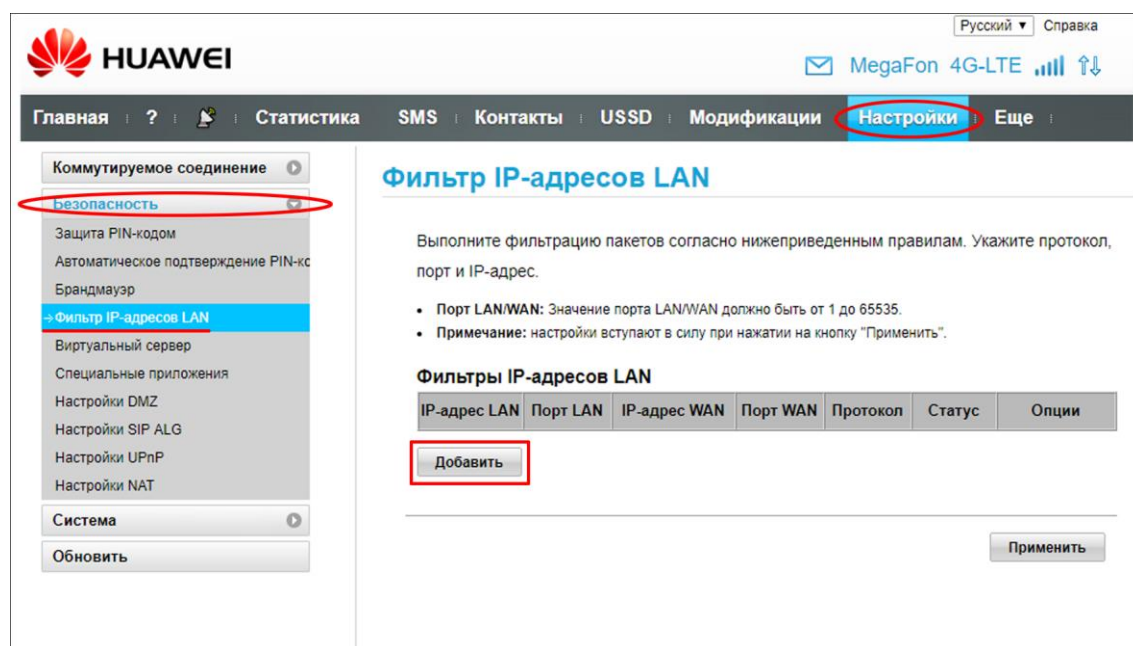 Русский ▼ Справка
HUAWEI
MegaFon 4G-LTE
Главная ? Статистика SMS Контакты USSD Модификации Настройки Еще
Коммутируемое соединение
Безопасность
Защита PIN-кодом
Автоматическое подтверждение PIN-кс
Брандмауэр
→Фильтр IP-адресов LAN
Виртуальный сервер
Специальные приложения
Настройки DMZ
Настройки SIP ALG
Настройки UPnP
Настройки NAT
Система
Обновить
Фильтр IP-адресов LAN
Выполните фильтрацию пакетов согласно нижеприведенным правилам. Укажите протокол,
порт и IP-адрес.
• Порт LAN/WAN: Значение порта LAN/WAN должно быть от 1 до 65535.
• Примечание: настройки вступают в силу при нажатии на кнопку "Применить".
Фильтры IP-адресов LAN
IP-адрес LAN Порт LAN IP-адрес WAN Порт WAN Протокол Статус Опции
Добавить
Применить